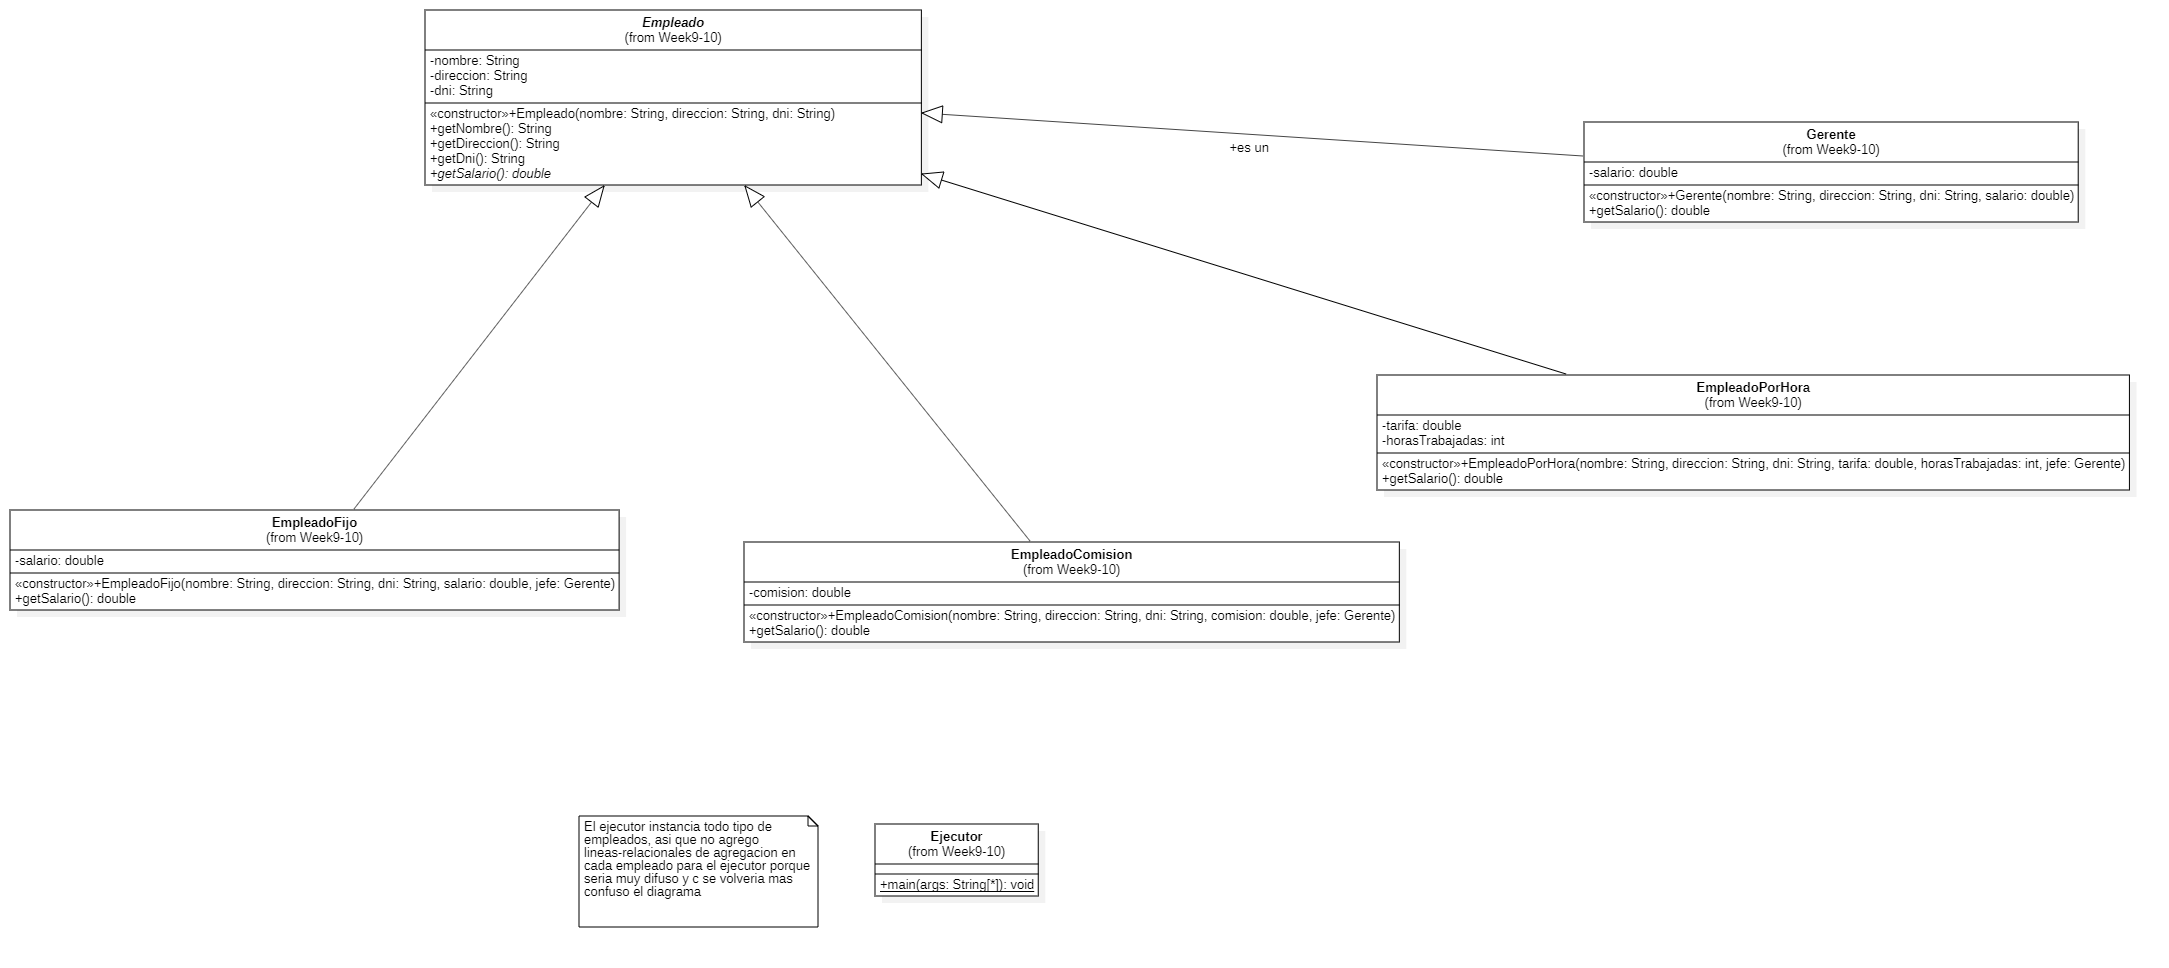 Empleado
(from Week9-10)
-nombre: String
-direccion: String
-dni: String
«constructor»+Empleado(nombre: String, direccion: String, dni: String)
+getNombre(): String
+getDireccion(): String
+getDni(): String
+getSalario(): double
+es un
Gerente
(from Week9-10)
-salario: double
«constructor»+Gerente(nombre: String, direccion: String, dni: String, salario: double)
+getSalario(): double
EmpleadoPorHora
(from Week9-10)
-tarifa: double
-horasTrabajadas: int
«constructor»+EmpleadoPorHora(nombre: String, direccion: String, dni: String, tarifa: double, horasTrabajadas: int, jefe: Gerente)
+getSalario(): double
EmpleadoFijo
(from Week9-10)
-salario: double
«constructor»+EmpleadoFijo(nombre: String, direccion: String, dni: String, salario: double, jefe: Gerente)
+getSalario(): double
EmpleadoComision
(from Week9-10)
-comision: double
«constructor»+EmpleadoComision(nombre: String, direccion: String, dni: String, comision: double, jefe: Gerente)
+getSalario(): double
El ejecutor instancia todo tipo de
empleados, asi que no agrego
lineas-relacionales de agregacion en
cada empleado para el ejecutor porque
seria muy difuso y c se volveria mas
confuso el diagrama
Ejecutor
(from Week9-10)
+main(args: String[*]): void